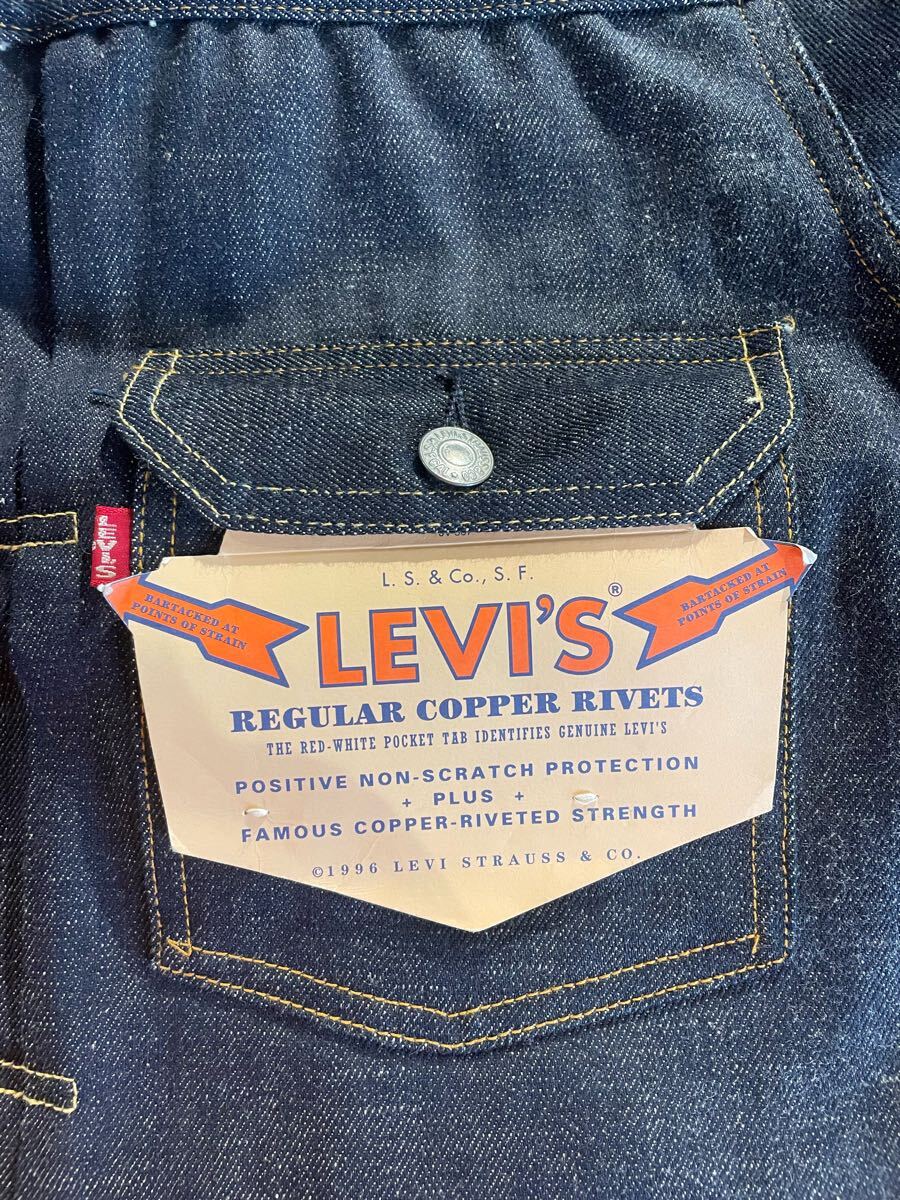 L. S. & Co., S. F.
LEVI'S®
BARTACKED AT
POINTS OF STRAIN
BARTACKED AT
POINTS OF STRAIN
REGULAR COPPER RIVETS
THE RED-WHITE POCKET TAB IDENTIFIES GENUINE LEVI'S
POSITIVE NON-SCRATCH PROTECTION
+ PLUS +
FAMOUS COPPER-RIVETED STRENGTH
©1996 LEVI STRAUSS & CO.
LEVI'S